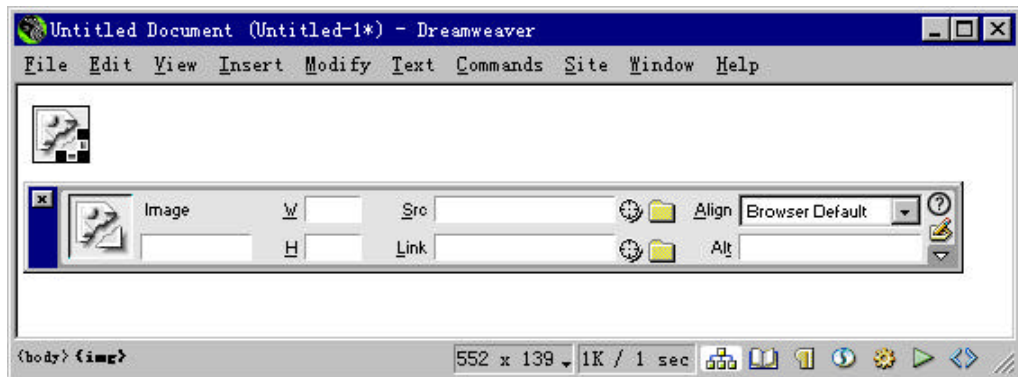 Untitled Document (Untitled-1*) - Dreamweaver
File Edit View Insert Modify Text Commands Site Window Help
Image W Src Align Browser Default
H Link Alt
<body> <img> 552 x 139 1K / 1 sec